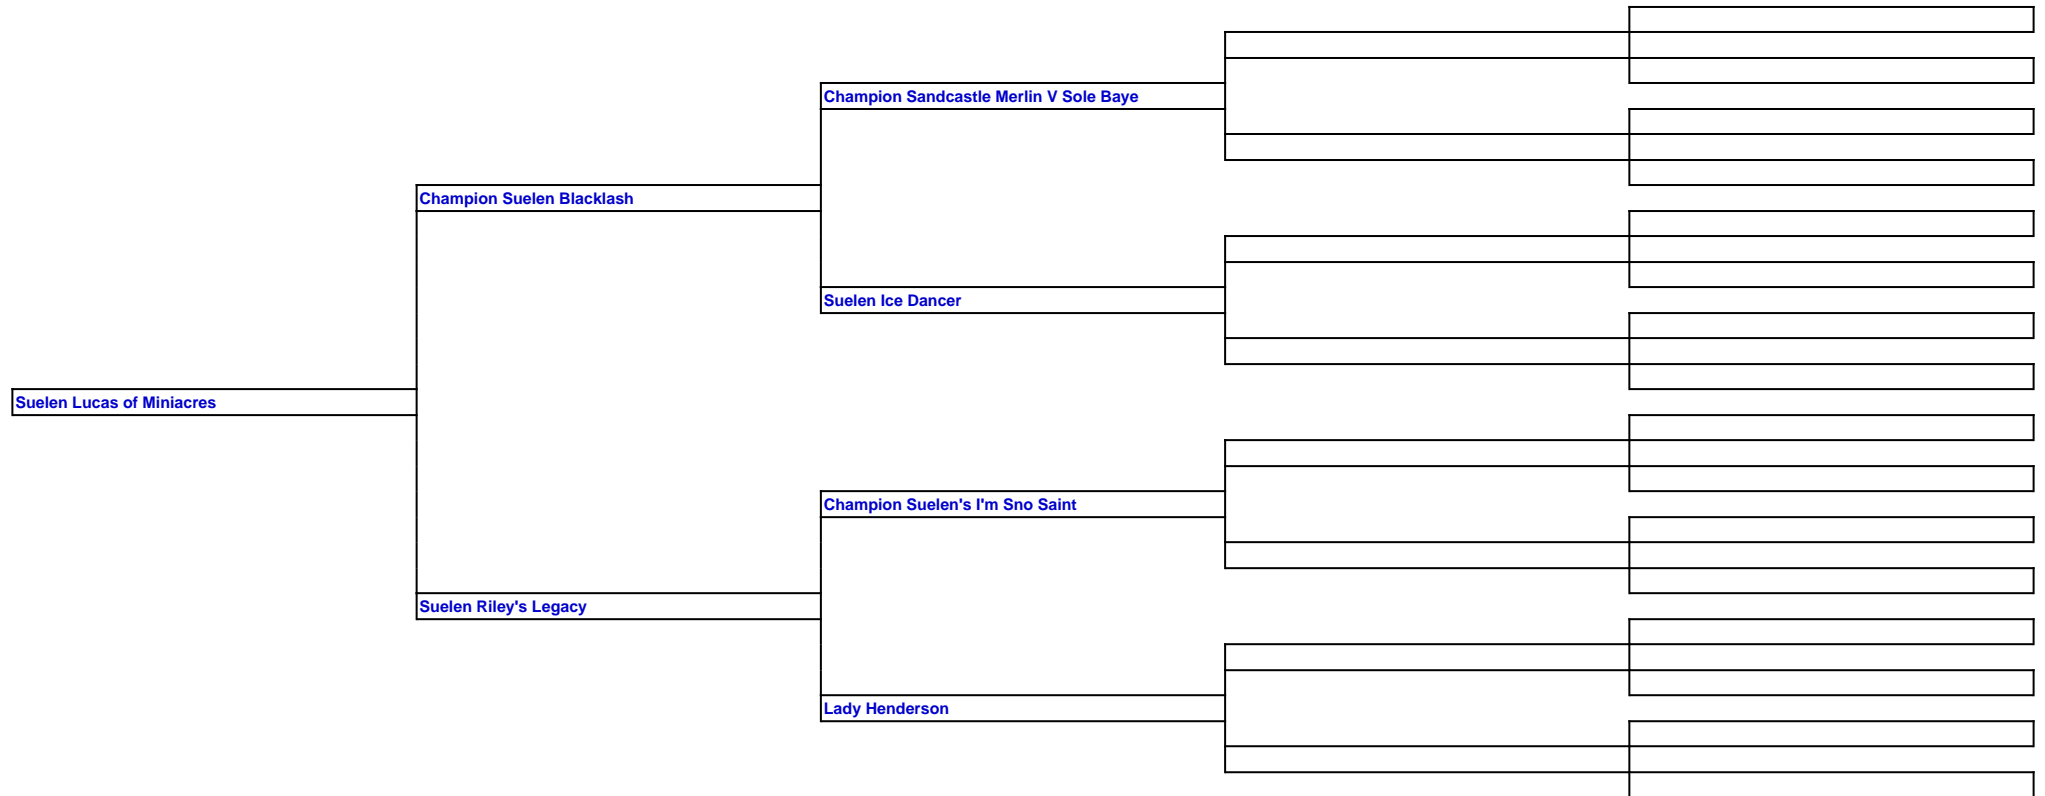 Champion Sandcastle Merlin V Sole Baye
Champion Suelen Blacklash
Suelen Ice Dancer
Suelen Lucas of Miniacres
Champion Suelen's I'm Sno Saint
Suelen Riley's Legacy
Lady Henderson